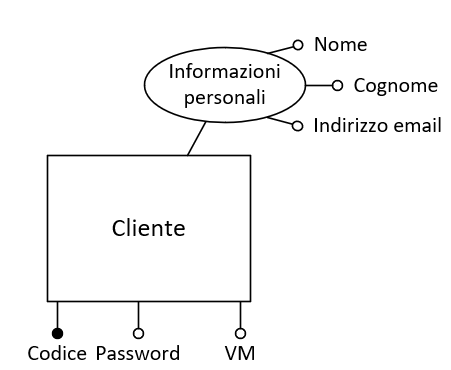 Nome
Informazioni
personali
Cognome
Indirizzo email
Cliente
Codice Password VM